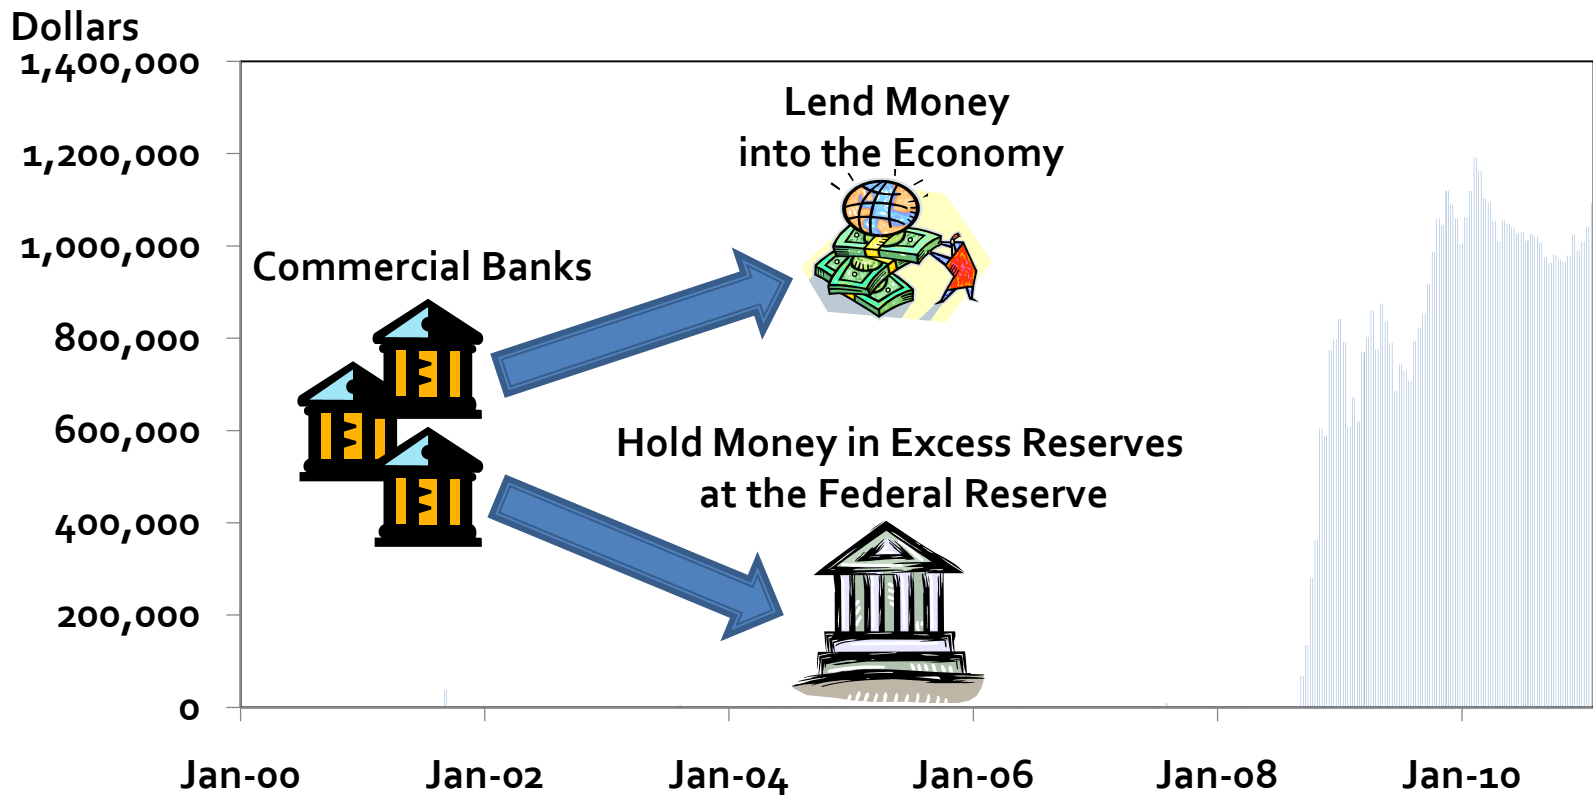 Dollars
1,400,000
1,200,000
1,000,000
800,000
600,000
400,000
200,000
0
Lend Money
into the Economy
Commercial Banks
Hold Money in Excess Reserves
at the Federal Reserve
Jan-00 Jan-02 Jan-04 Jan-06 Jan-08 Jan-10